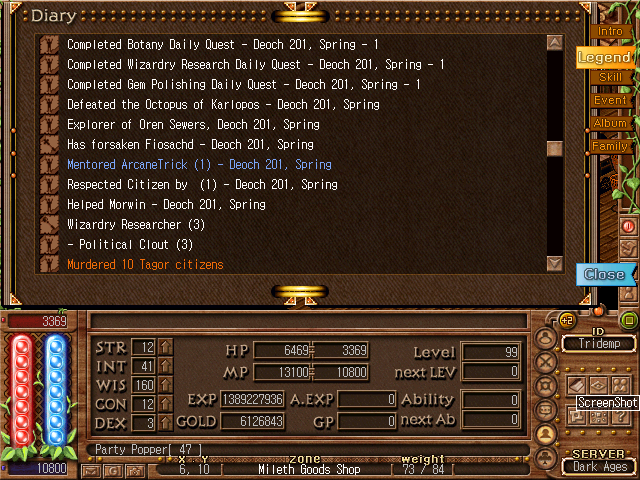 Diary
Intro
Legend
Skill
Event
Album
Family
Completed Botany Daily Quest - Deoch 201, Spring - 1
Completed Wizardry Research Daily Quest - Deoch 201, Spring - 1
Completed Gem Polishing Daily Quest - Deoch 201, Spring - 1
Defeated the Octopus of Karlopos - Deoch 201, Spring
Explorer of Oren Sewers, Deoch 201, Spring
Has forsaken Fiosachd - Deoch 201, Spring
Mentored ArcaneTrick (1) - Deoch 201, Spring
Respected Citizen by (1) - Deoch 201, Spring
Helped Morwin - Deoch 201, Spring
Wizardry Researcher (3)
- Political Clout (3)
Murdered 10 Tagor citizens
Close
3369
+2
ID
Tridemp
STR 12
INT 41
WIS 160
CON 12
DEX 3
HP 6469 3369
MP 13100 10800
EXP 1389227936
A.EXP 0
GOLD 6126843
GP 0
Level 99
next LEV 0
Ability 0
next Ab 0
ScreenShot
Party Popper[ 47 ]
X Y zone weight
6, 10 [ Mileth Goods Shop [ 73 / 84 [
10800
SERVER
Dark Ages